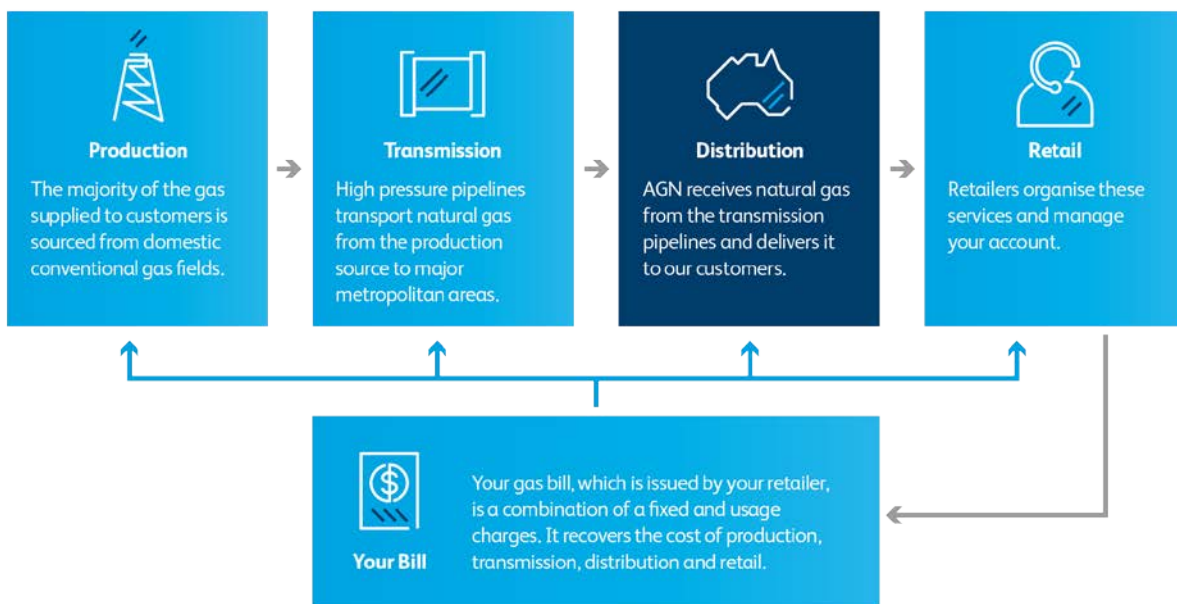 Production
The majority of the gas
supplied to customers is
sourced from domestic
conventional gas fields.
Transmission
High pressure pipelines
transport natural gas
from the production
source to major
metropolitan areas.
Distribution
AGN receives natural gas
from the transmission
pipelines and delivers it
to our customers.
Retail
Retailers organise these
services and manage
your account.
$
Your Bill
Your gas bill, which is issued by your retailer,
is a combination of a fixed and usage
charges. It recovers the cost of production,
transmission, distribution and retail.